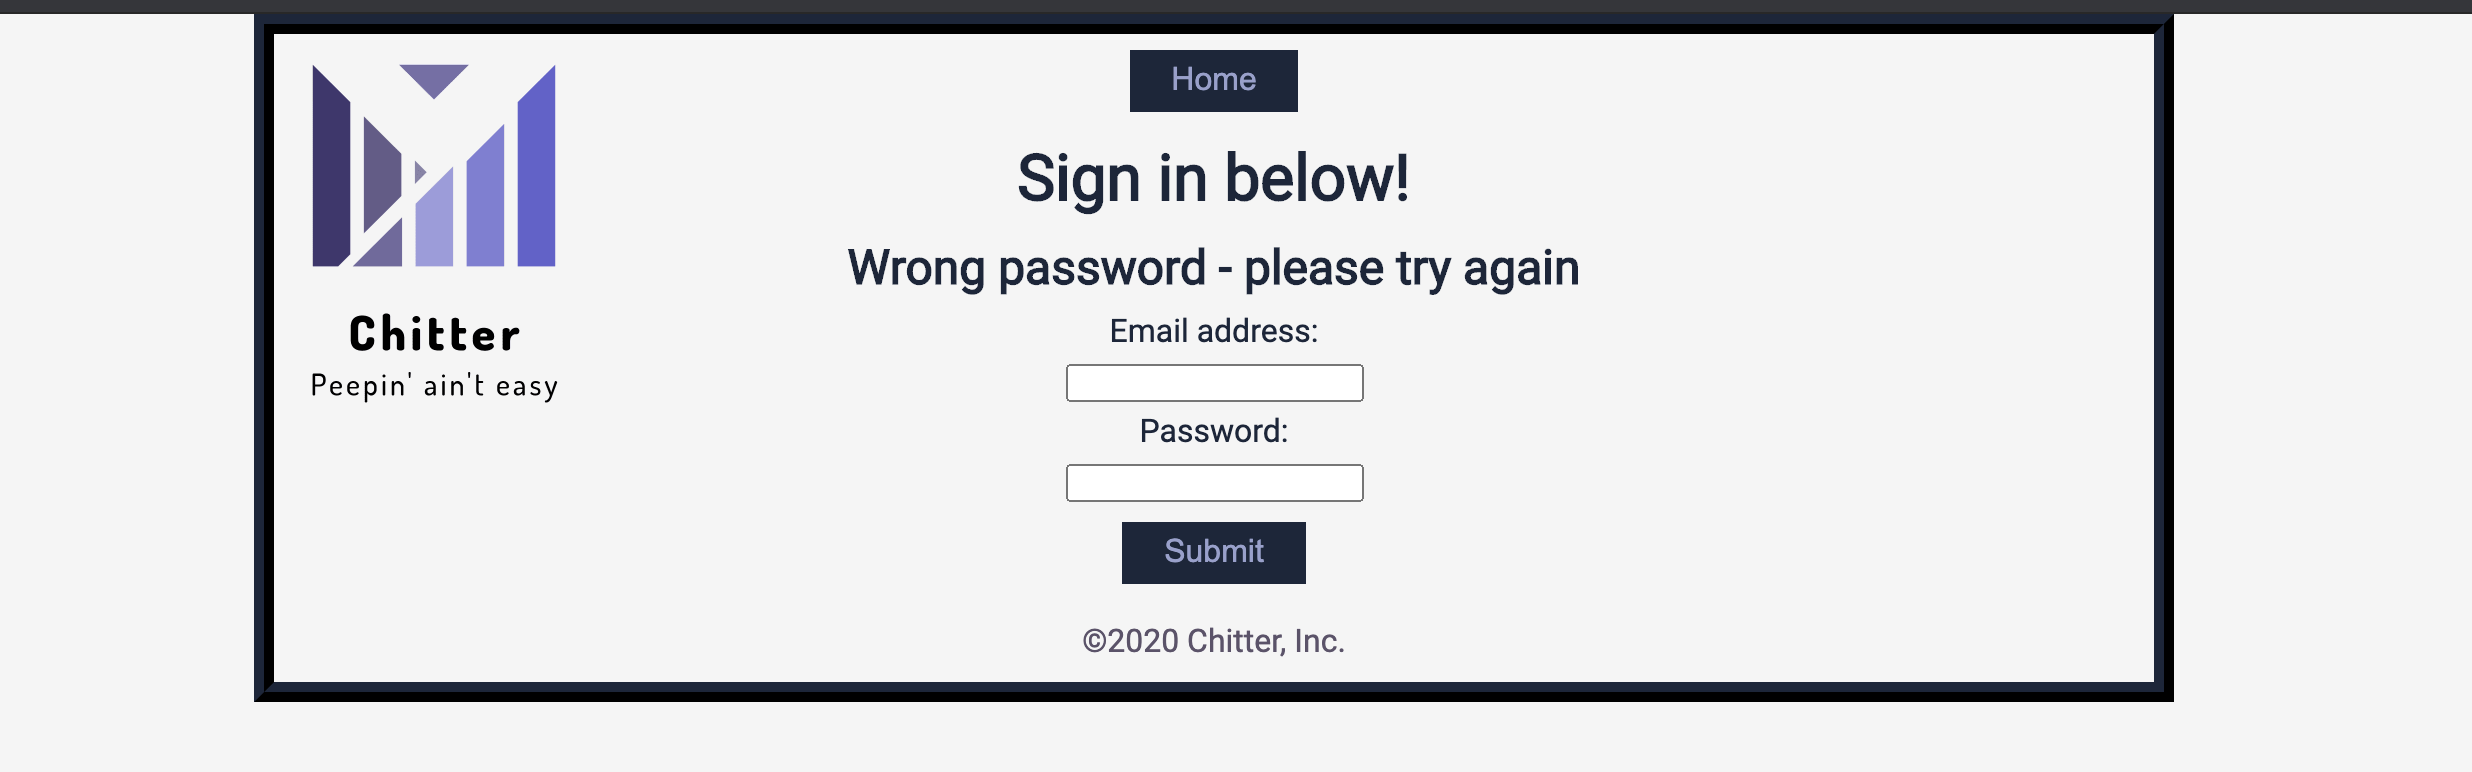 Home
Sign in below!
Wrong password - please try again
Chitter
Peepin' ain't easy
Email address:
Password:
Submit
©2020 Chitter, Inc.